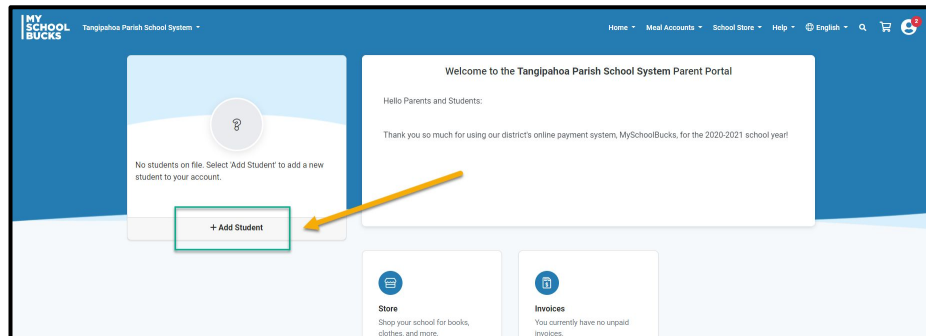 MY
SCHOOL
BUCKS
Tangipahoa Parish School System
Home
Meal Accounts
School Store
Help
English
2
Welcome to the Tangipahoa Parish School System Parent Portal
Hello Parents and Students:
Thank you so much for using our district's online payment system, MySchoolBucks, for the 2020-2021 school year!
?
No students on file. Select 'Add Student' to add a new
student to your account.
+ Add Student
Store
Shop your school for books,
clothes, and more.
Invoices
You currently have no unpaid
invoices.